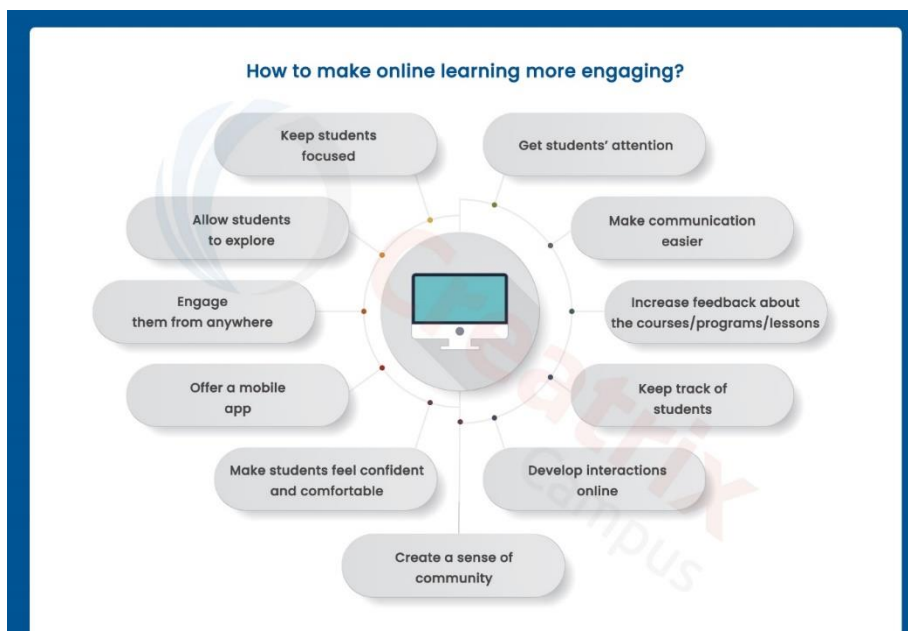 How to make online learning more engaging?
Keep students
focused
Get students' attention
Allow students
to explore
Make communication
easier
Engage
them from anywhere
Increase feedback about
the courses/programs/lessons
Offer a mobile
app
Keep track of
students
Make students feel confident
and comfortable
Develop interactions
online
Create a sense of
community
Creatrix
Campus